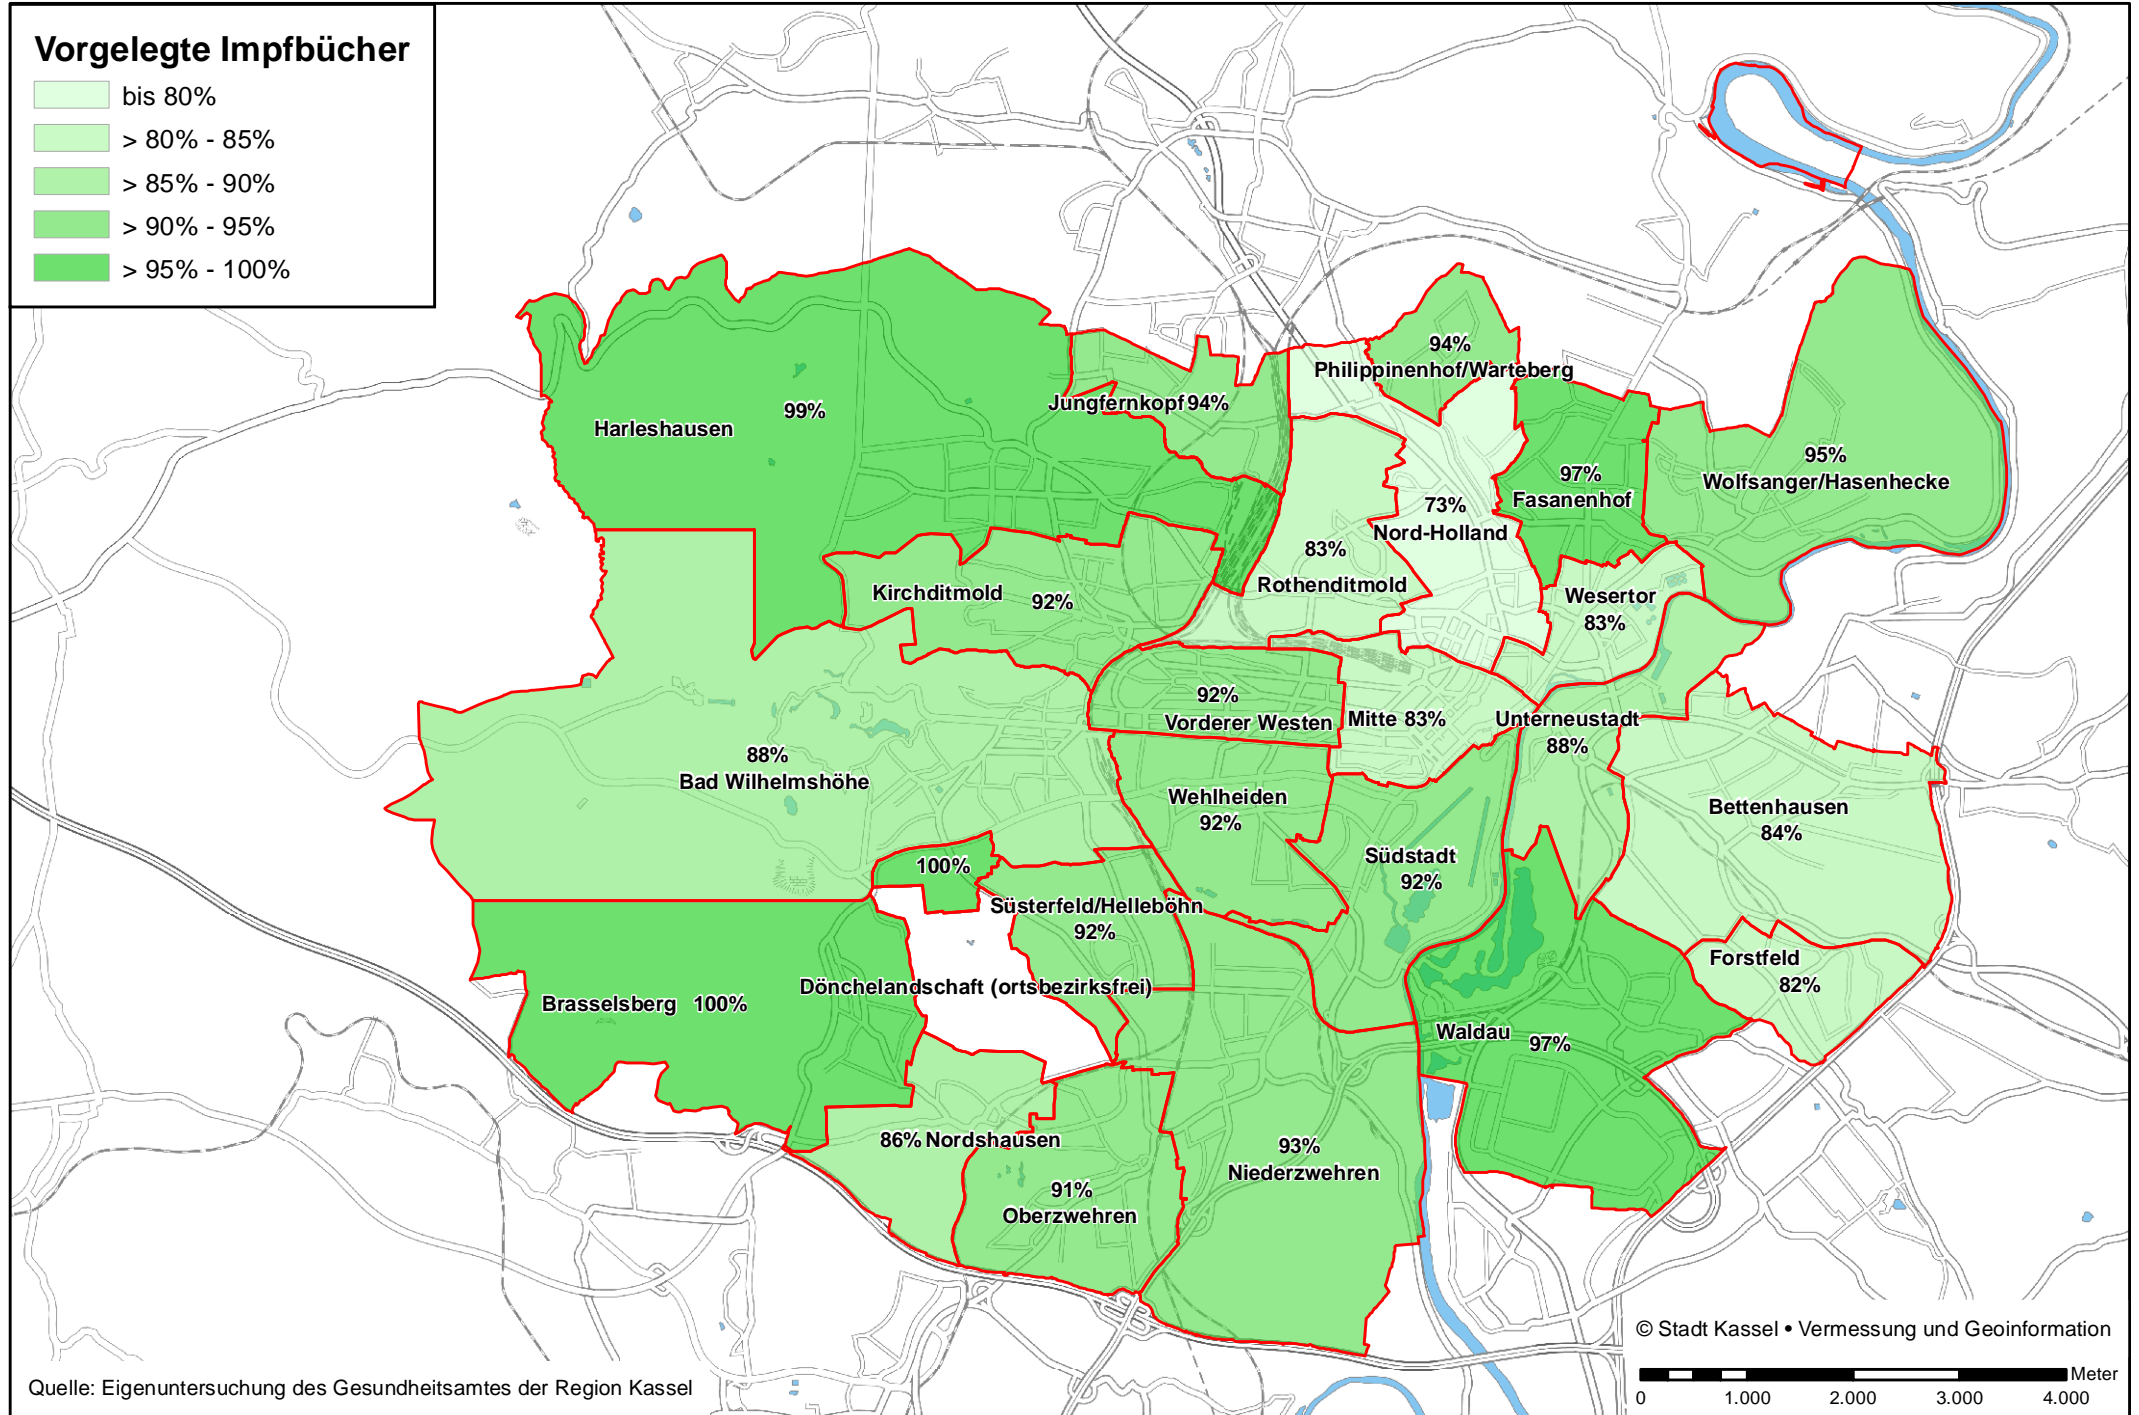 Vorgelegte Impfbücher
bis 80%
> 80% - 85%
> 85% - 90%
> 90% - 95%
> 95% - 100%
94%
Philippinenhof/Warteberg
Jungfernkopf 94%
99%
Harleshausen
95%
Wolfsanger/Hasenhecke
97%
Fasanenhof
73%
Nord-Holland
83%
Rothenditmold
Kirchditmold 92%
Wesertor
83%
92%
Vorderer Westen
Mitte 83%
Unterneustadt
88%
88%
Bad Wilhelmshöhe
Wehlheiden
92%
Bettenhausen
84%
Südstadt
92%
100%
Süsterfeld/Helleböhn
92%
Forstfeld
82%
Dönchelandschaft (ortsbezirksfrei)
Brasselsberg 100%
Waldau 97%
86% Nordshausen
93%
Niederzwehren
91%
Oberzwehren
© Stadt Kassel • Vermessung und Geoinformation
Meter
0 1.000 2.000 3.000 4.000
Quelle: Eigenuntersuchung des Gesundheitsamtes der Region Kassel